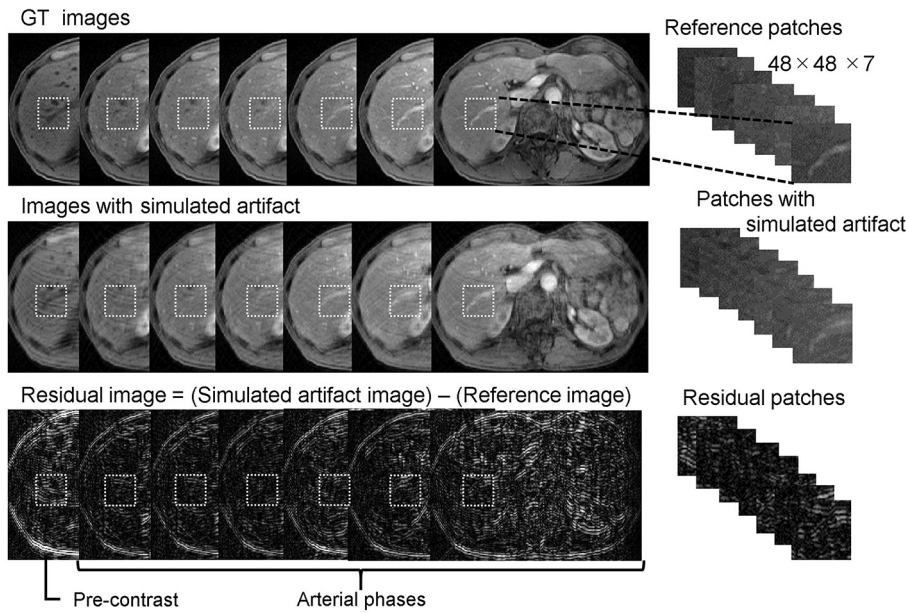 GT images
Reference patches
48 × 48 × 7
Images with simulated artifact
Patches with
simulated artifact
Residual image = (Simulated artifact image) – (Reference image)
Residual patches
Pre-contrast
Arterial phases